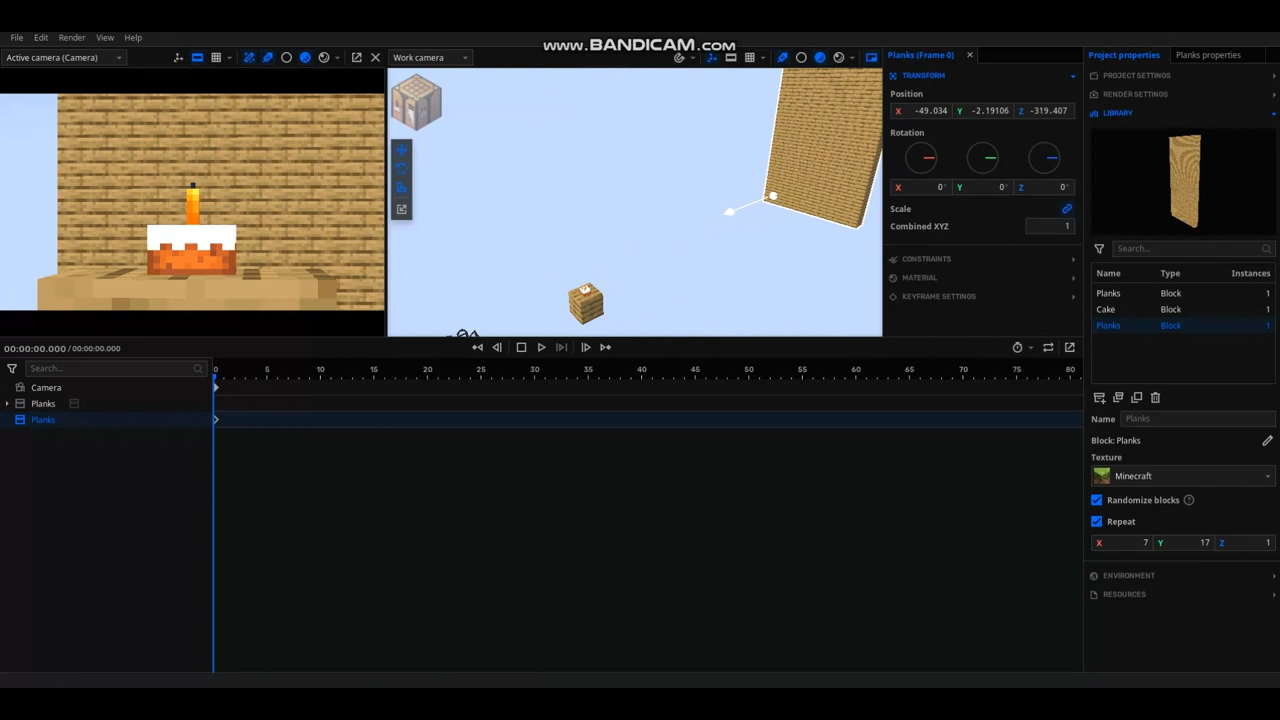 www.BANDICAM.com
File Edit Render View Help
Active camera (Camera)
Work camera
Planks (Frame 0)
TRANSFORM
Position
X -49.034 Y -2.19106 Z -319.407
Rotation
X 0° Y 0° Z 0°
Scale
Combined XYZ 1
CONSTRAINTS
MATERIAL
KEYFRAME SETTINGS
Project properties Planks properties
PROJECT SETTINGS
RENDER SETTINGS
LIBRARY
Search...
Name Type Instances
Planks Block 1
Cake Block 1
Planks Block 1
Name Planks
Block: Planks
Texture
Minecraft
Randomize blocks ?
Repeat
X 7 Y 17 Z 1
ENVIRONMENT
RESOURCES
00:00:00.000 / 00:00:00.000
Search...
0 5 10 15 20 25 30 35 40 45 50 55 60 65 70 75 80
Camera
Planks
Planks